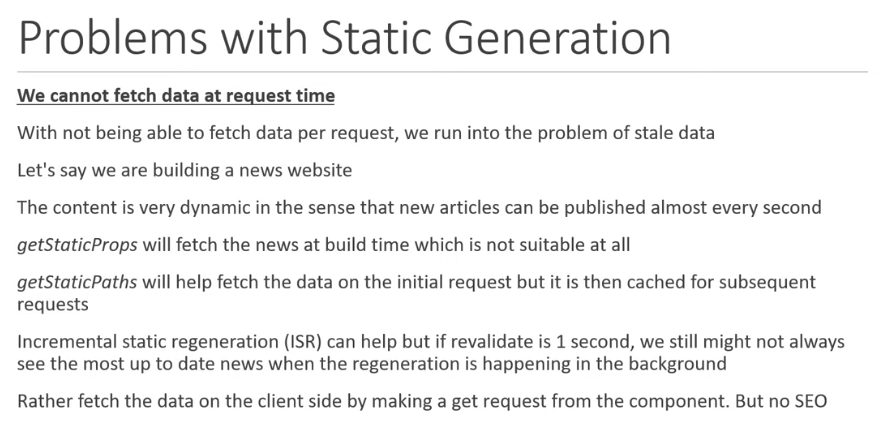 Problems with Static Generation
We cannot fetch data at request time
With not being able to fetch data per request, we run into the problem of stale data
Let's say we are building a news website
The content is very dynamic in the sense that new articles can be published almost every second
getStaticProps will fetch the news at build time which is not suitable at all
getStaticPaths will help fetch the data on the initial request but it is then cached for subsequent
requests
Incremental static regeneration (ISR) can help but if revalidate is 1 second, we still might not always
see the most up to date news when the regeneration is happening in the background
Rather fetch the data on the client side by making a get request from the component. But no SEO